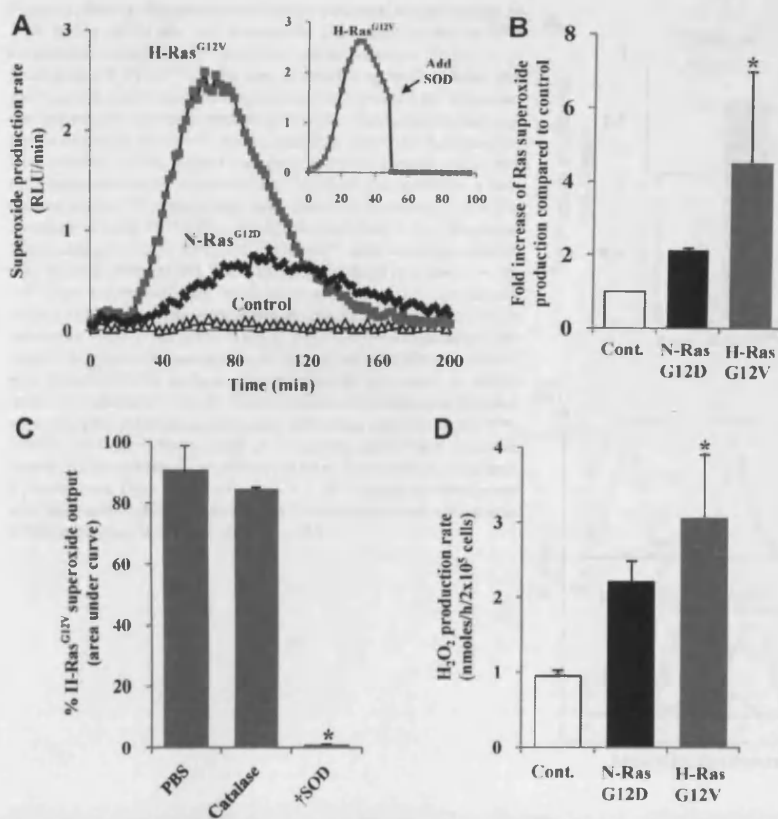 A
Superoxide production rate
(RLU/min)
3
2
1
0
H-Ras^G12V
N-Ras^G12D
Control
0 40 80 120 160 200
Time (min)
3
2
1
0
H-Ras^G12V
Add
SOD
0 20 40 60 80 100
B
Fold increase of Ras superoxide
production compared to control
8
6
4
2
0
*
Cont. N-Ras H-Ras
G12D G12V
C
% H-Ras^G12V superoxide output
(area under curve)
100
80
60
40
20
0
*
PBS
Catalase
†SOD
D
H₂O₂ production rate
(nmoles/h/2x10⁵ cells)
4
3
2
1
0
*
Cont. N-Ras H-Ras
G12D G12V